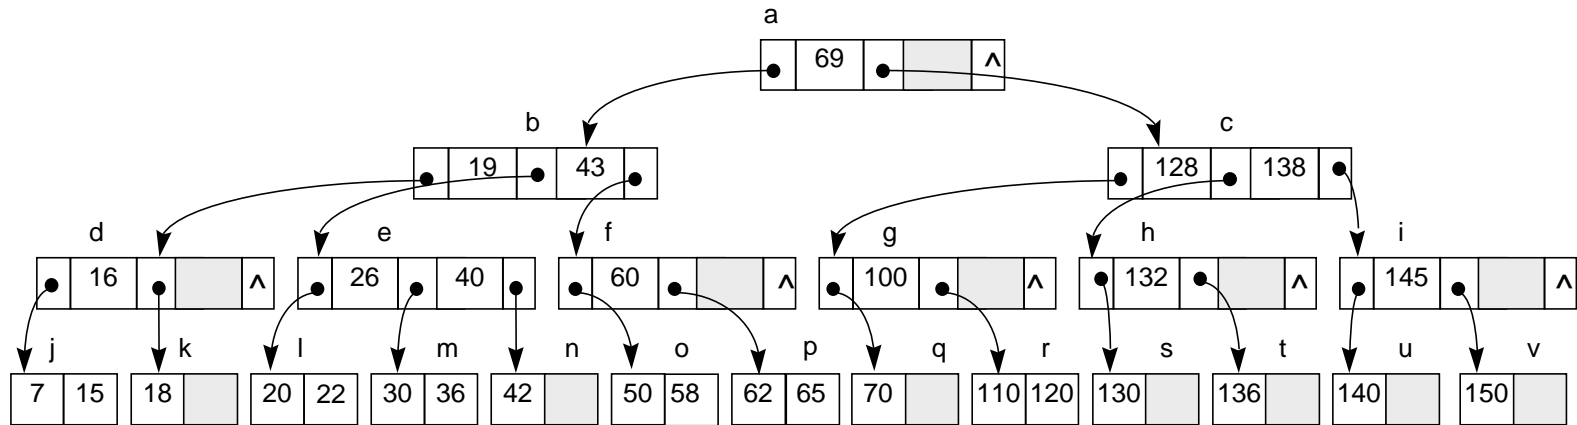 a
69 ^
b c
19 43 128 138
d e f g h i
16 ^ 26 40 60 ^ 100 ^ 132 ^ 145 ^
j k l m n o p q r s t u v
7 15 18 20 22 30 36 42 50 58 62 65 70 110 120 130 136 140 150